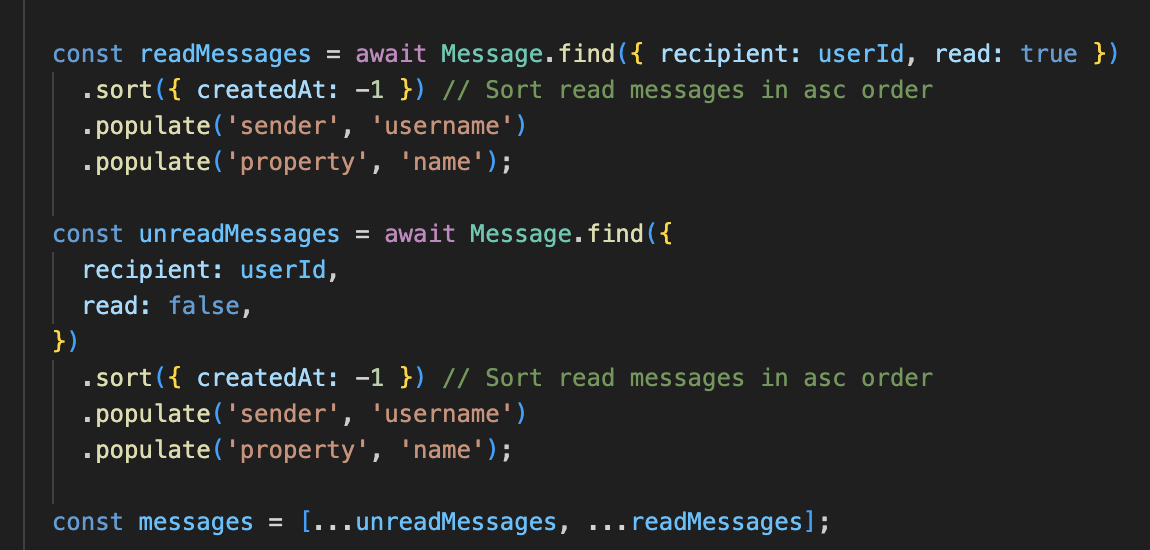 const readMessages = await Message.find({ recipient: userId, read: true })
.sort({ createdAt: -1 }) // Sort read messages in asc order
.populate('sender', 'username')
.populate('property', 'name');
const unreadMessages = await Message.find({
recipient: userId,
read: false,
})
.sort({ createdAt: -1 }) // Sort read messages in asc order
.populate('sender', 'username')
.populate('property', 'name');
const messages = [...unreadMessages, ...readMessages];